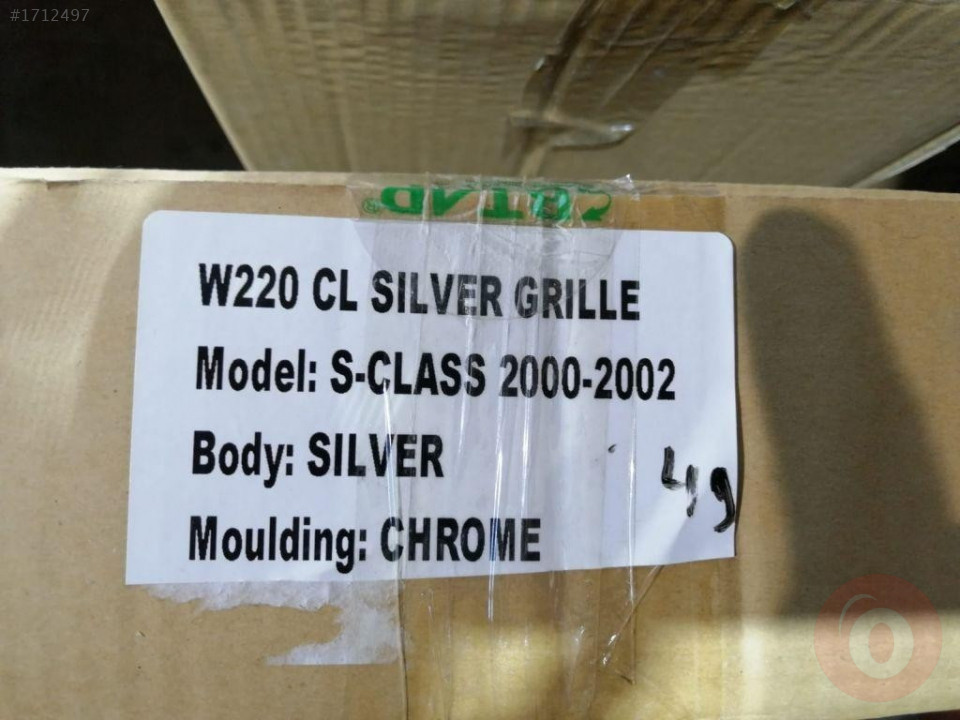 #1712497
W220 CL SILVER GRILLE
Model: S-CLASS 2000-2002
Body: SILVER
49
Moulding: CHROME